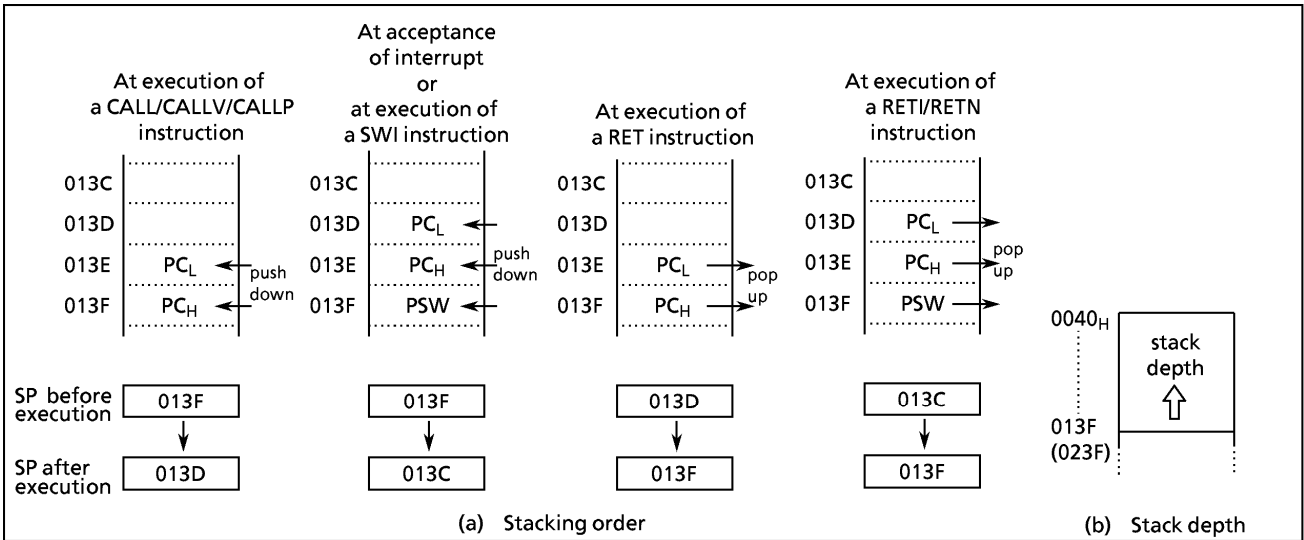 At execution of
a CALL/CALLV/CALLP
instruction
013C
013D
013E PCL
013F PCH
push
down
At acceptance
of interrupt
or
at execution of
a SWI instruction
013C
013D PCL
013E PCH
013F PSW
push
down
At execution of
a RET instruction
013C
013D
013E PCL
013F PCH
pop
up
At execution of
a RETI/RETN
instruction
013C
013D PCL
013E PCH
013F PSW
pop
up
SP before
execution
013F 013F 013D 013C
SP after
execution
013D 013C 013F 013F
(a) Stacking order
0040H
stack
depth
013F
(023F)
(b) Stack depth